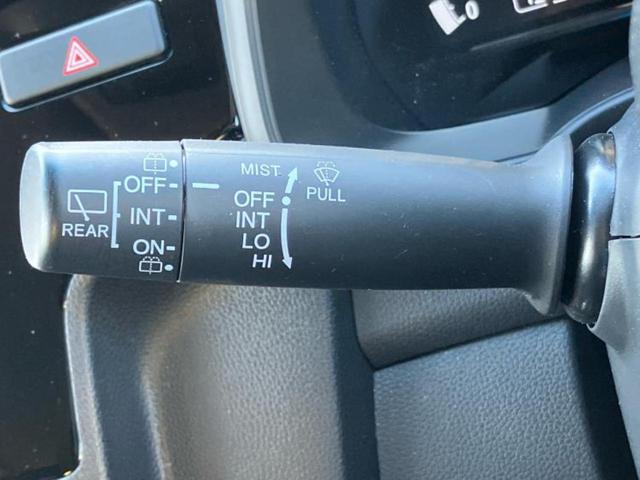 OFF
INT
ON
REAR
MIST
OFF
INT
LO
HI
PULL